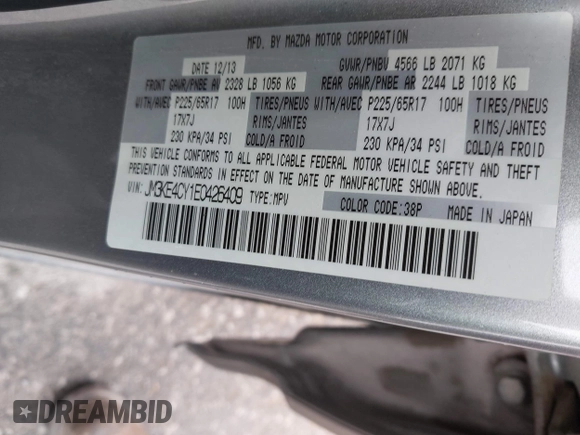 MFD. BY MAZDA MOTOR CORPORATION
DATE 12/13 GVWR/PNBV 4566 LB 2071 KG
FRONT GAWR/PNBE AV 2328 LB 1056 KG REAR GAWR/PNBE AR 2244 LB 1018 KG
WITH/AVEC P225/65R17 100H TIRES/PNEUS WITH/AVEC P225/65R17 100H TIRES/PNEUS
17X7J RIMS/JANTES 17X7J RIMS/JANTES
230 KPA/34 PSI COLD/A FROID 230 KPA/34 PSI COLD/A FROID
THIS VEHICLE CONFORMS TO ALL APPLICABLE FEDERAL MOTOR VEHICLE SAFETY AND THEFT
PREVENTION STANDARDS IN EFFECT ON THE DATE OF MANUFACTURE SHOWN ABOVE.
VIN: JM3KE4CY1E0426409 TYPE:MPV COLOR CODE:38P MADE IN JAPAN
DREAMBID